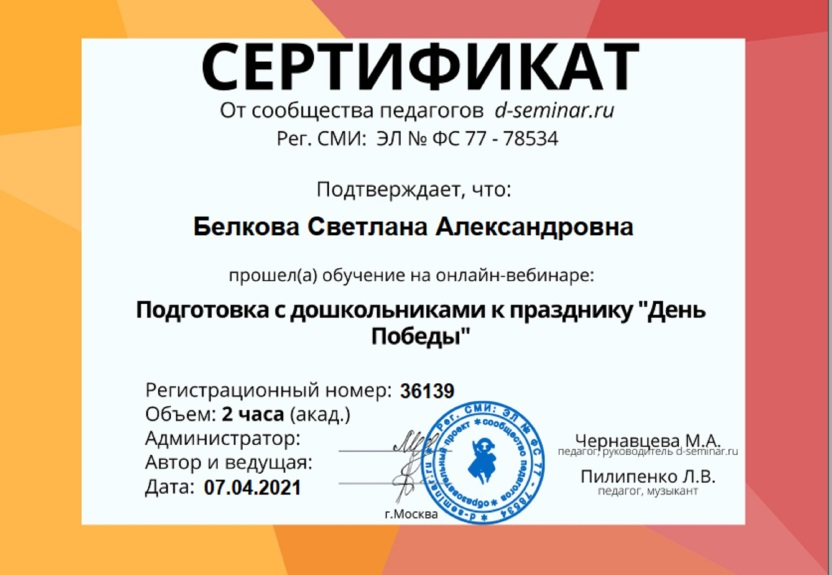 СЕРТИФИКАТ
От сообщества педагогов d-seminar.ru
Рег. СМИ: ЭЛ № ФС 77 - 78534
Подтверждает, что:
Белкова Светлана Александровна
прошел(а) обучение на онлайн-вебинаре:
Подготовка с дошкольниками к празднику "День
Победы"
Регистрационный номер: 36139
Объем: 2 часа (акад.)
Администратор:
Чернавцева М.А.
педагог, руководитель d-seminar.ru
Автор и ведущая:
Пилипенко Л.В.
педагог, музыкант
Дата: 07.04.2021
г.Москва
Рег. СМИ: ЭЛ № ФС 77 - 78534 * d-seminar.ru *
сообщество педагогов * образовательный проект *